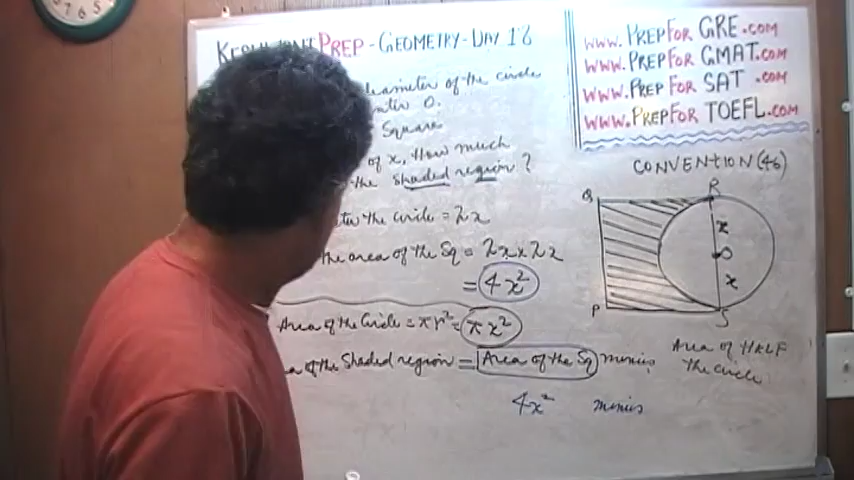 PREP - GEOMETRY - DAY 18
diameter of the circle
O.
Square
of x, How much
the shaded region ?
the circle = 2x
the area of the Sq = 2x x 2x
= 4x²
Area of the Circle = πr² = πx²
of the Shaded region = Area of the Sq minus Area of HALF the circle
4x² minus
www. PREPFOR GRE .COM
www. PREPFOR GMAT.COM
www. PREPFOR SAT .COM
www. PREPFOR TOEFL.COM
CONVENTION (46)
Q R
x
O
x
P S
6 5